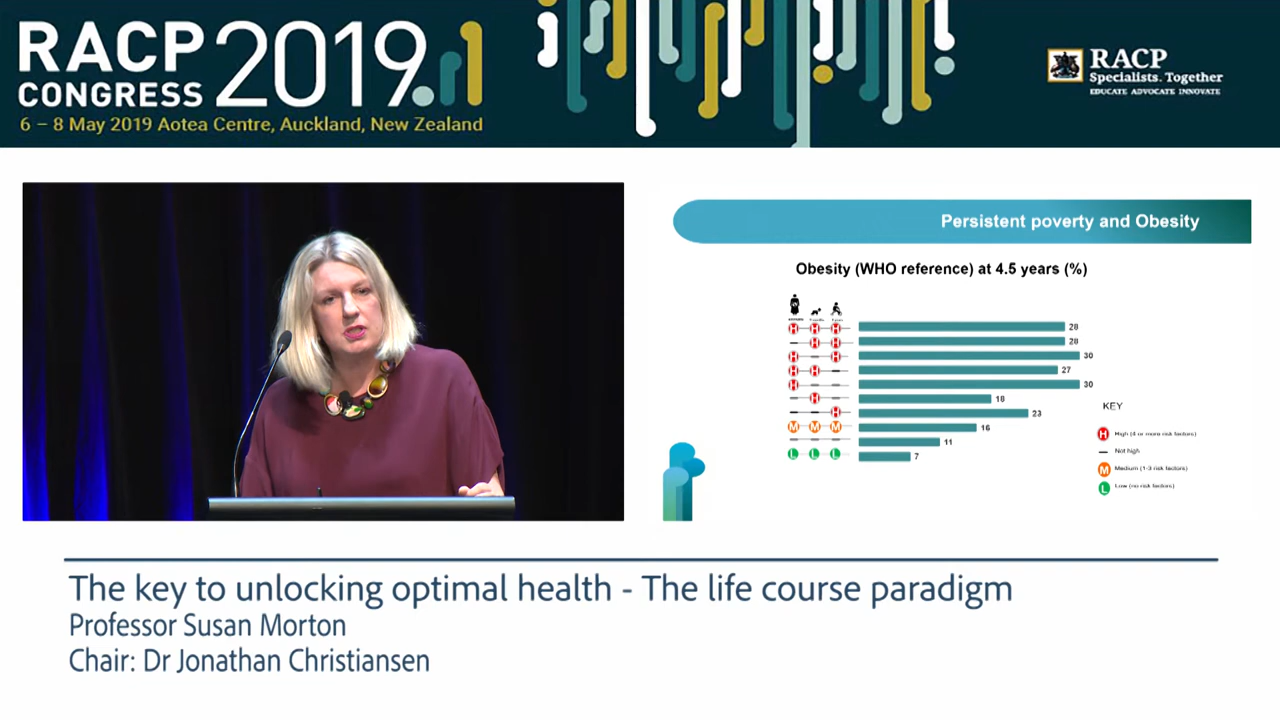 RACP
CONGRESS 2019
6 – 8 May 2019 Aotea Centre, Auckland, New Zealand
RACP
Specialists. Together
EDUCATE ADVOCATE INNOVATE
Persistent poverty and Obesity
Obesity (WHO reference) at 4.5 years (%)
H H H 28
H H 28
H H 30
H H 27
H 30
H 18
H 23
M M M 16
11
L L L 7
KEY
H High (4 or more risk factors)
Not high
M Medium (1-3 risk factors)
L Low (no risk factors)
The key to unlocking optimal health - The life course paradigm
Professor Susan Morton
Chair: Dr Jonathan Christiansen